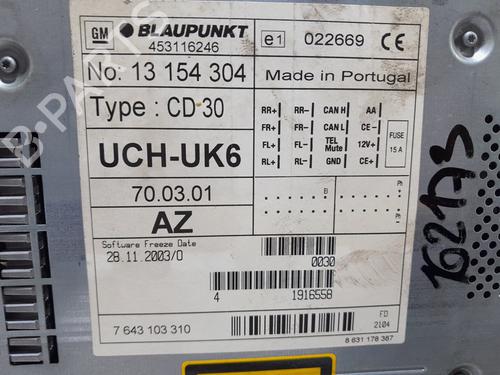 GM BLAUPUNKT
453116246
e1 022669 CE
No: 13 154 304
Made in Portugal
Type : CD 30
RR+ RR– CAN H AA
FR+ FR– CAN L CE–
FL+ FL– TEL Mute 12V+
RL+ RL– CE+
FUSE
15 A
UCH-UK6
70.03.01
AZ
B
Ph
Ph
Software Freeze Date
28.11.2003/0
0030
4 1916558
7 643 103 310
FD
2104
8 631 178 387
162173
B-PARTS